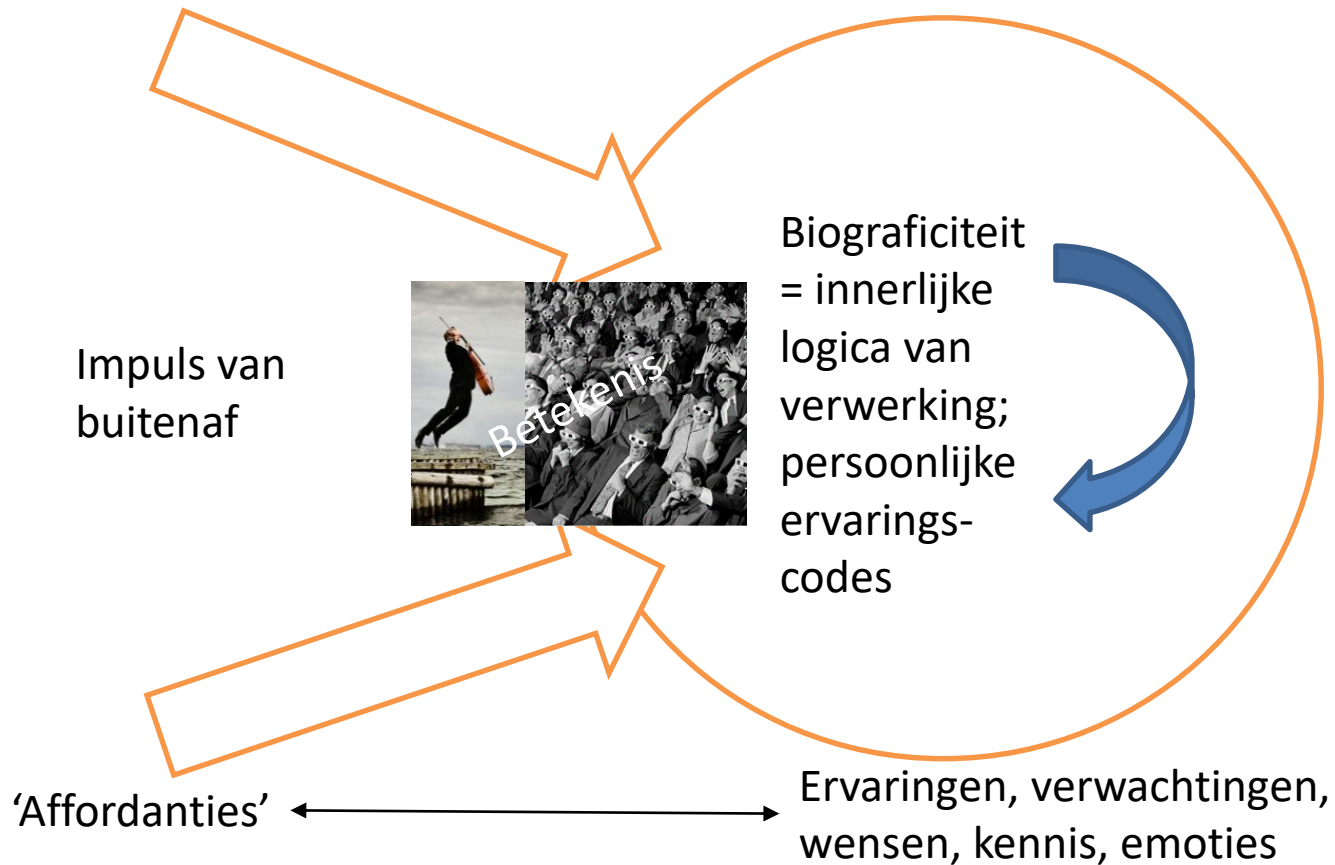 Impuls van
buitenaf
Betekenis
Biograficiteit
= innerlijke
logica van
verwerking;
persoonlijke
ervarings-
codes
‘Affordanties’
Ervaringen, verwachtingen,
wensen, kennis, emoties